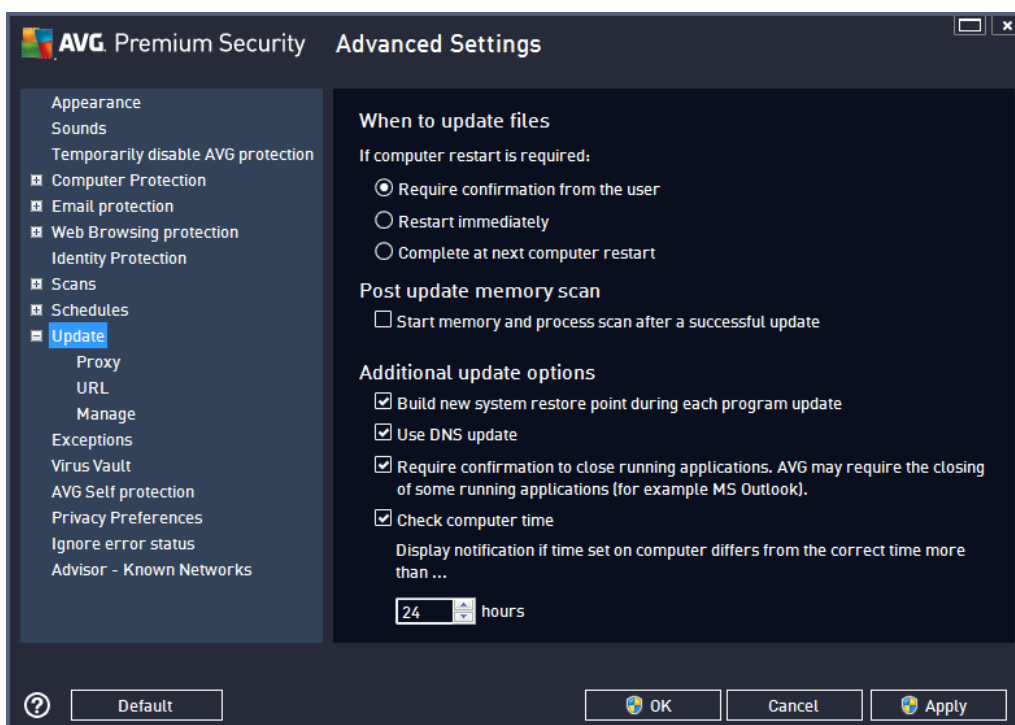 AVG. Premium Security
Advanced Settings
Appearance
Sounds
Temporarily disable AVG protection
Computer Protection
Email protection
Web Browsing protection
Identity Protection
Scans
Schedules
Update
Proxy
URL
Manage
Exceptions
Virus Vault
AVG Self protection
Privacy Preferences
Ignore error status
Advisor - Known Networks
When to update files
If computer restart is required:
Require confirmation from the user
Restart immediately
Complete at next computer restart
Post update memory scan
Start memory and process scan after a successful update
Additional update options
Build new system restore point during each program update
Use DNS update
Require confirmation to close running applications. AVG may require the closing
of some running applications (for example MS Outlook).
Check computer time
Display notification if time set on computer differs from the correct time more
than ...
24 hours
? Default OK Cancel Apply